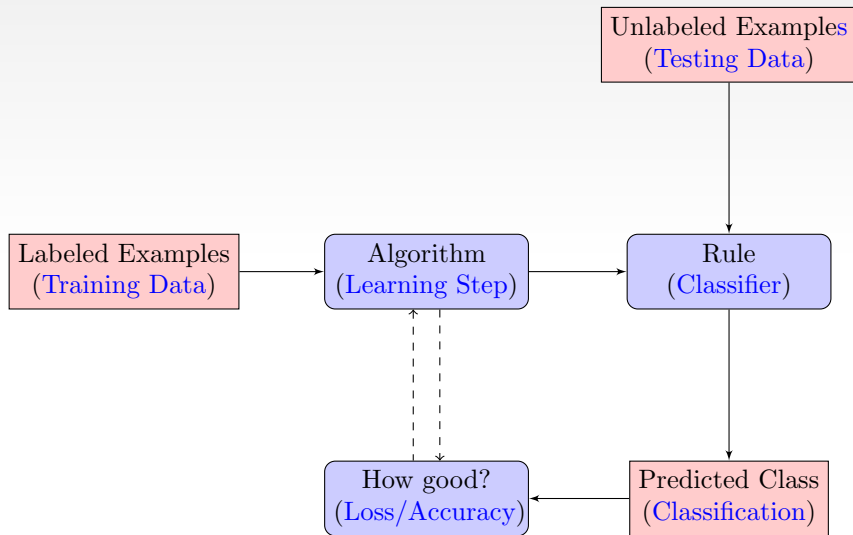 Unlabeled Examples
(Testing Data)
Labeled Examples
(Training Data)
Algorithm
(Learning Step)
Rule
(Classifier)
How good?
(Loss/Accuracy)
Predicted Class
(Classification)